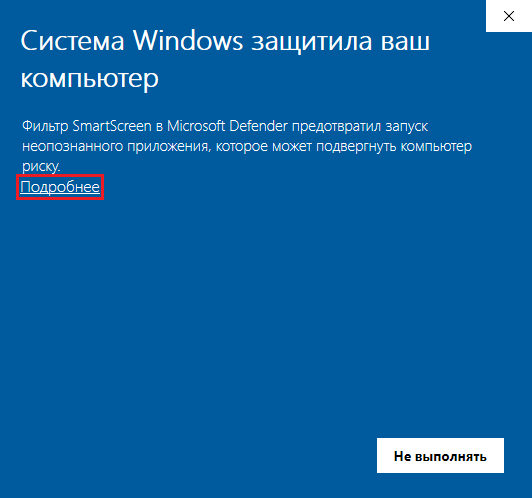 Система Windows защитила ваш
компьютер
Фильтр SmartScreen в Microsoft Defender предотвратил запуск
неопознанного приложения, которое может подвергнуть компьютер
риску.
Подробнее
Не выполнять